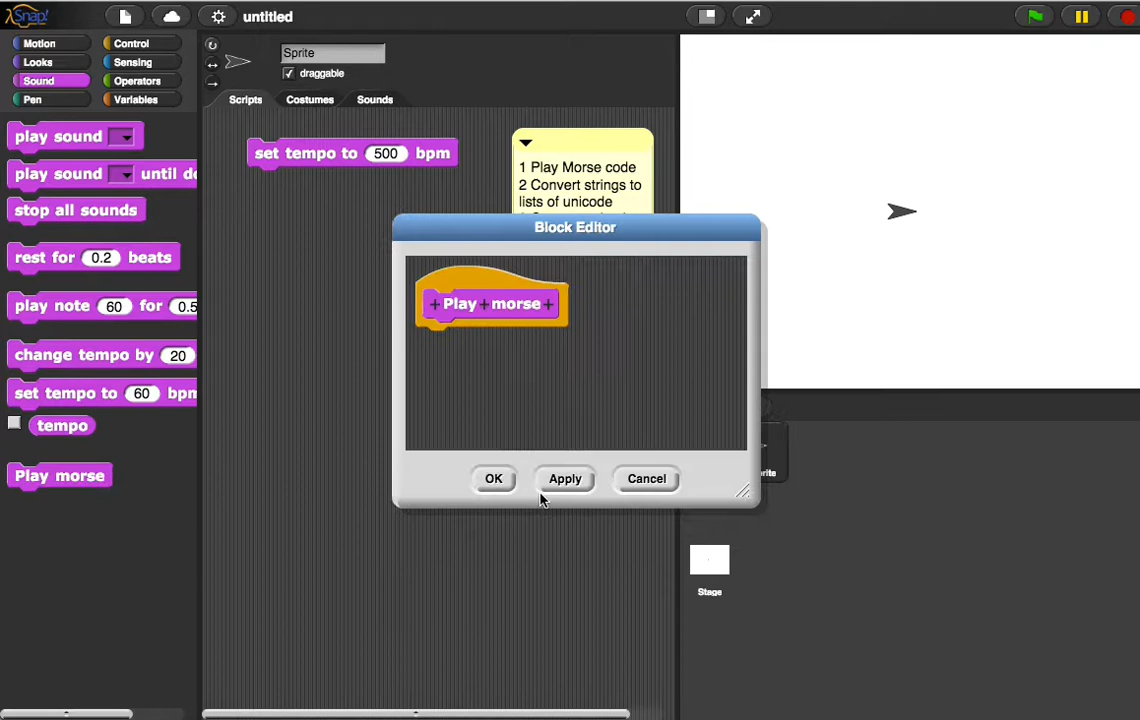 Snap! untitled
Motion Control
Looks Sensing
Sound Operators
Pen Variables
Sprite
draggable
Scripts Costumes Sounds
play sound
play sound until do
stop all sounds
rest for 0.2 beats
play note 60 for 0.5
change tempo by 20
set tempo to 60 bpm
tempo
Play morse
set tempo to 500 bpm
1 Play Morse code
2 Convert strings to
lists of unicode
Block Editor
+ Play + morse +
OK Apply Cancel
Stage